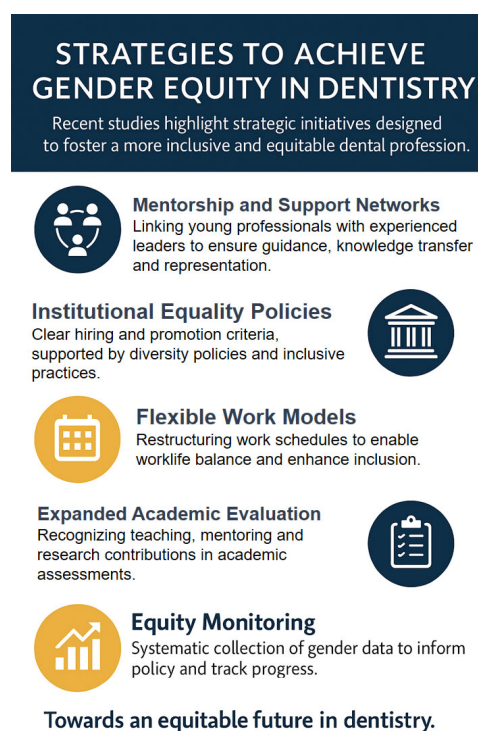 STRATEGIES TO ACHIEVE
GENDER EQUITY IN DENTISTRY
Recent studies highlight strategic initiatives designed
to foster a more inclusive and equitable dental profession.
Mentorship and Support Networks
Linking young professionals with experienced
leaders to ensure guidance, knowledge transfer
and representation.
Institutional Equality Policies
Clear hiring and promotion criteria,
supported by diversity policies and inclusive
practices.
Flexible Work Models
Restructuring work schedules to enable
worklife balance and enhance inclusion.
Expanded Academic Evaluation
Recognizing teaching, mentoring and
research contributions in academic
assessments.
Equity Monitoring
Systematic collection of gender data to inform
policy and track progress.
Towards an equitable future in dentistry.